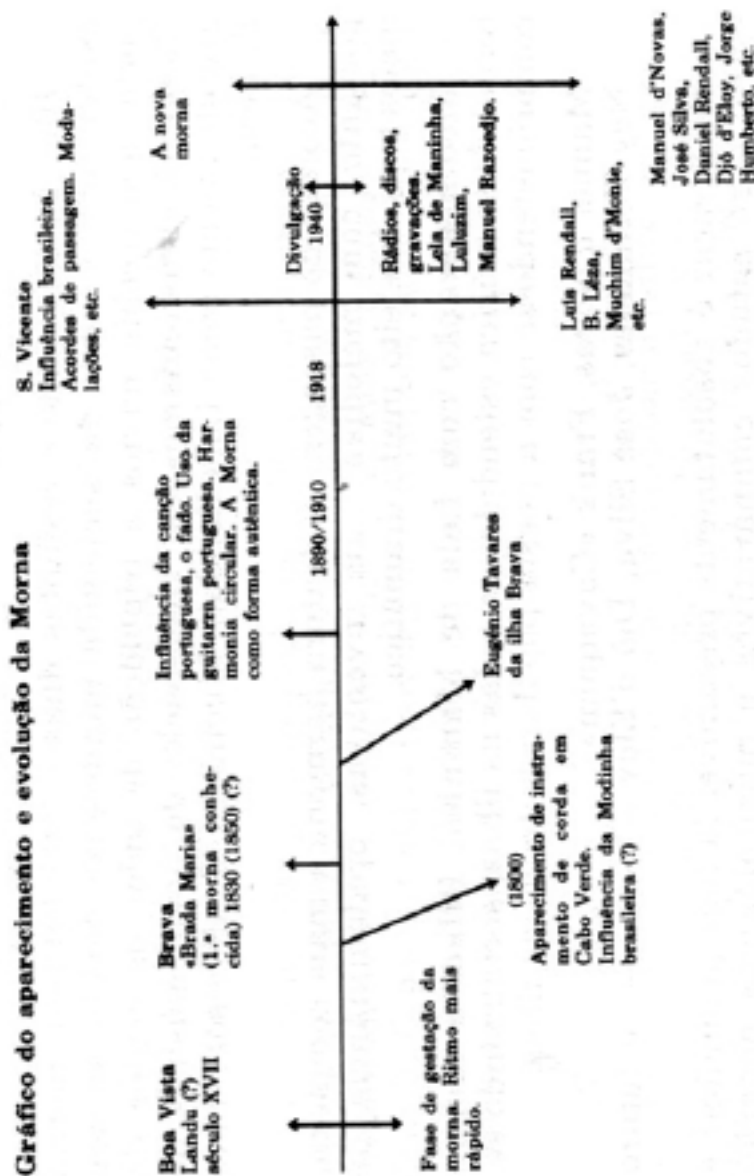 Gráfico do aparecimento e evolução da Morna
Boa Vista
Landu (?)
século XVII
Fase de gestação da
morna. Ritmo mais
rápido.
Brava
«Brada Maria»
(1.ª morna conhe-
cida) 1830 (1850) (?)
(1800)
Aparecimento de instru-
mento de corda em
Cabo Verde.
Influência da Modinha
brasileira (?)
Influência da canção
portuguesa, o fado. Uso da
guitarra portuguesa. Har-
monia circular. A Morna
como forma autêntica.
1890/1910
Eugénio Tavares
da ilha Brava
1918
S. Vicente
Influência brasileira.
Acordes de passagem. Modu-
lações, etc.
Luis Rendall,
B. Léza,
Muchim d'Monte,
etc.
Divulgação
1940
Rádios, discos,
gravações.
Lela de Maninha,
Luluzim,
Manuel Razoedjo.
A nova
morna
Manuel d'Novas,
José Silva,
Daniel Rendall,
Djó d'Eloy, Jorge
Humberto, etc.